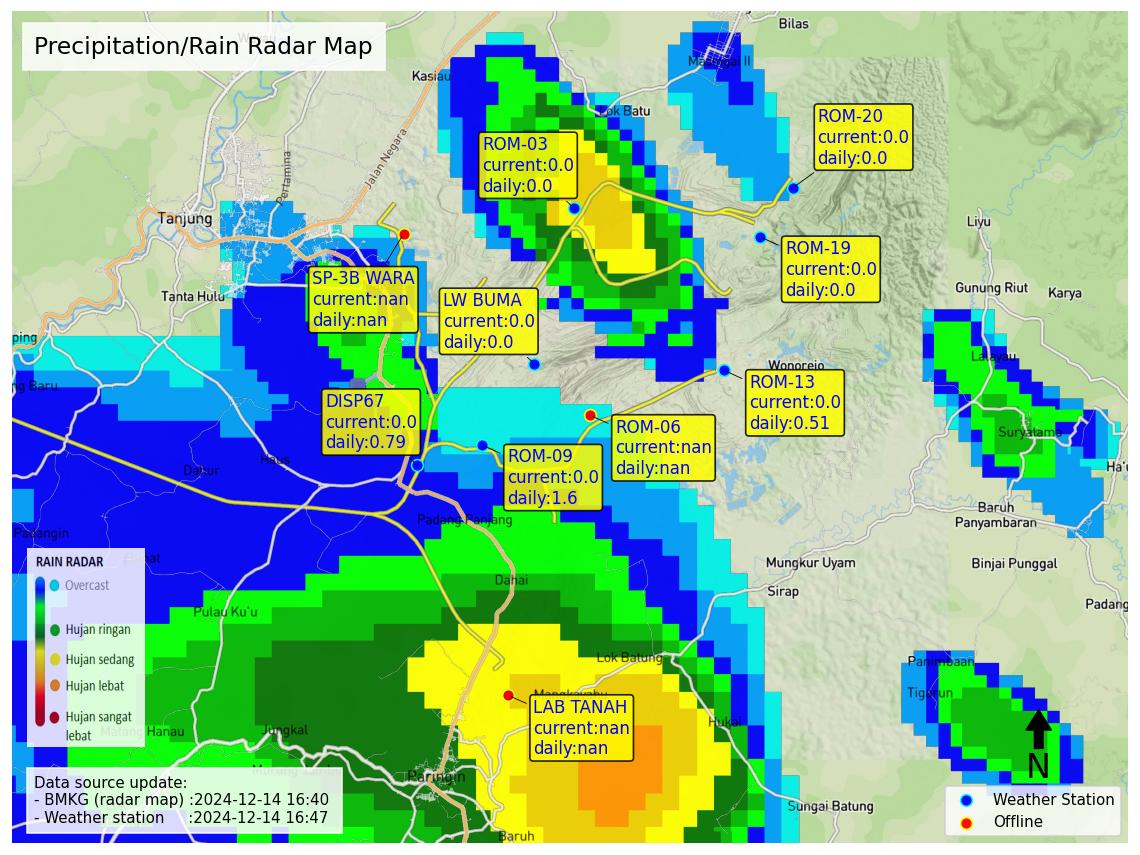 Precipitation/Rain Radar Map
Bilas
Kasiau
Masingai II
Lok Batu
Jalan Negara
Pertamina
ROM-20
current:0.0
daily:0.0
ROM-03
current:0.0
daily:0.0
Tanjung
Liyu
ROM-19
current:0.0
daily:0.0
SP-3B WARA
current:nan
daily:nan
Tanta Hulu
LW BUMA
current:0.0
daily:0.0
Gunung Riut
Karya
ping
Lalayau
Wonorejo
ROM-13
current:0.0
daily:0.51
ng Baru
DISP67
current:0.0
daily:0.79
ROM-06
current:nan
daily:nan
Suryatama
Haus
Dahur
ROM-09
current:0.0
daily:1.6
Ha'u
Padang Panjang
Baruh
Panyambaran
Padangin
Mungkur Uyam
Binjai Punggal
Dahai
Sirap
Padang
Pulau Ku'u
RAIN RADAR
Overcast
Hujan ringan
Hujan sedang
Hujan lebat
Hujan sangat
lebat
Lok Batung
Panimbaan
Tigarun
Mangkayahu
LAB TANAH
current:nan
daily:nan
Hukai
Matang Hanau
Jungkal
N
Paringin
Data source update:
- BMKG (radar map) :2024-12-14 16:40
- Weather station :2024-12-14 16:47
Sungai Batung
Baruh
Weather Station
Offline